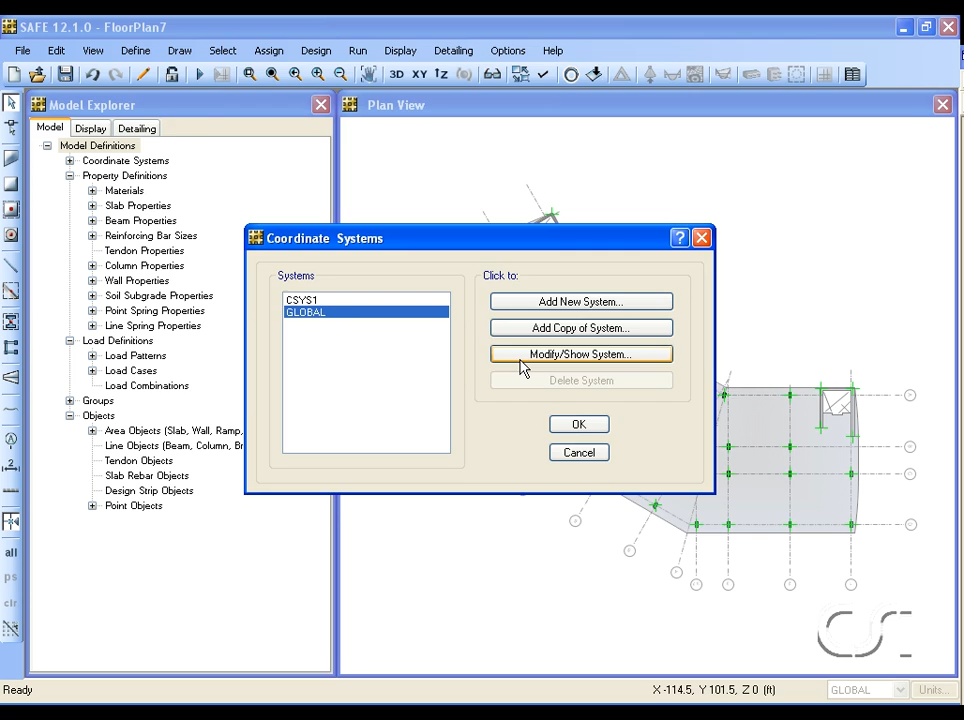 SAFE 12.1.0 - FloorPlan7
File Edit View Define Draw Select Assign Design Run Display Detailing Options Help
3D XY
Model Explorer
Plan View
Model Display Detailing
Model Definitions
Coordinate Systems
Property Definitions
Materials
Slab Properties
Beam Properties
Reinforcing Bar Sizes
Tendon Properties
Column Properties
Wall Properties
Soil Subgrade Properties
Point Spring Properties
Line Spring Properties
Load Definitions
Load Patterns
Load Cases
Load Combinations
Groups
Objects
Area Objects (Slab, Wall, Ramp,
Line Objects (Beam, Column, Br
Tendon Objects
Slab Rebar Objects
Design Strip Objects
Point Objects
all
ps
clr
Coordinate Systems
Systems
CSYS1
GLOBAL
Click to:
Add New System...
Add Copy of System...
Modify/Show System...
Delete System
OK
Cancel
CSI
Ready
X -114.5, Y 101.5, Z 0 (ft)
GLOBAL
Units...